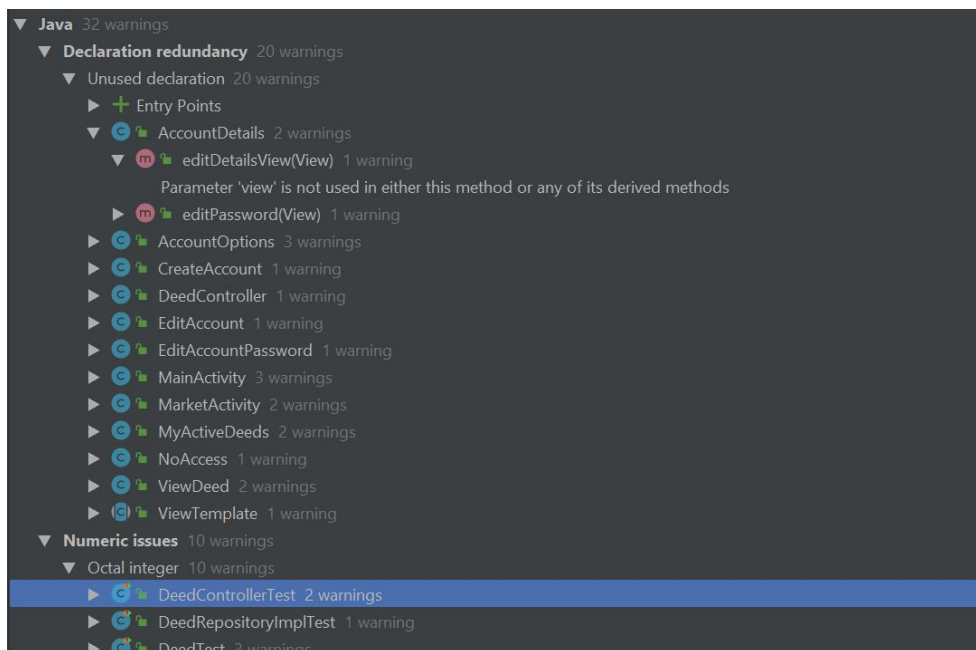 Java 32 warnings
Declaration redundancy 20 warnings
Unused declaration 20 warnings
Entry Points
AccountDetails 2 warnings
editDetailsView(View) 1 warning
Parameter 'view' is not used in either this method or any of its derived methods
editPassword(View) 1 warning
AccountOptions 3 warnings
CreateAccount 1 warning
DeedController 1 warning
EditAccount 1 warning
EditAccountPassword 1 warning
MainActivity 3 warnings
MarketActivity 2 warnings
MyActiveDeeds 2 warnings
NoAccess 1 warning
ViewDeed 2 warnings
ViewTemplate 1 warning
Numeric issues 10 warnings
Octal integer 10 warnings
DeedControllerTest 2 warnings
DeedRepositoryImplTest 1 warning
DeedTest warnings